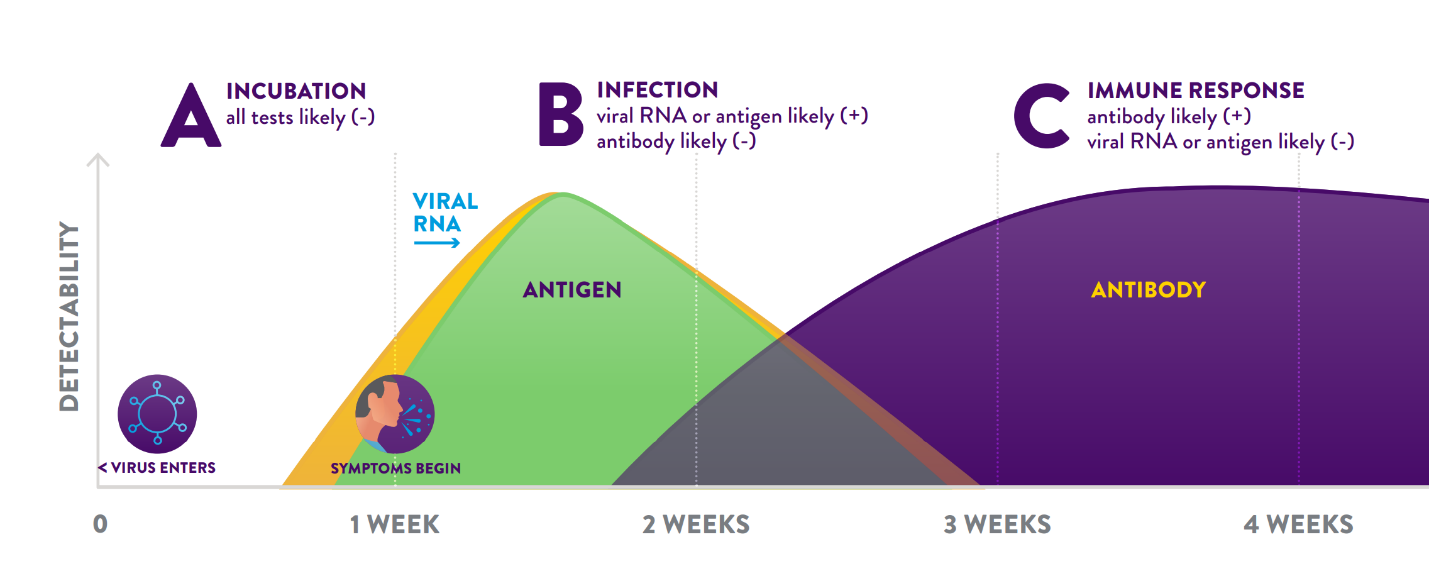 A
INCUBATION
all tests likely (-)
B
INFECTION
viral RNA or antigen likely (+)
antibody likely (-)
C
IMMUNE RESPONSE
antibody likely (+)
viral RNA or antigen likely (-)
DETECTABILITY
VIRAL
RNA
ANTIGEN
ANTIBODY
< VIRUS ENTERS
SYMPTOMS BEGIN
0
1 WEEK
2 WEEKS
3 WEEKS
4 WEEKS